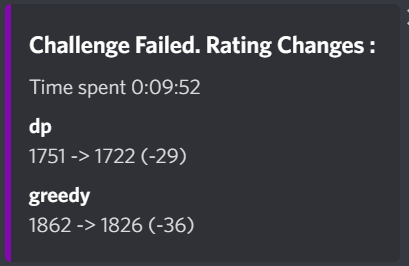 Challenge Failed. Rating Changes :
Time spent 0:09:52
dp
1751 -> 1722 (-29)
greedy
1862 -> 1826 (-36)